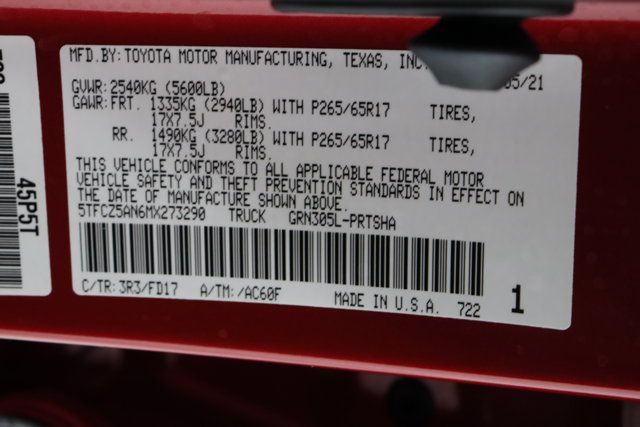 MFD.BY:TOYOTA MOTOR MANUFACTURING, TEXAS, INC. 05/21
GVWR:2540KG (5600LB)
GAWR:FRT. 1335KG (2940LB) WITH P265/65R17 TIRES,
17X7.5J RIMS.
RR. 1490KG (3280LB) WITH P265/65R17 TIRES,
17X7.5J RIMS.
THIS VEHICLE CONFORMS TO ALL APPLICABLE FEDERAL MOTOR
VEHICLE SAFETY AND THEFT PREVENTION STANDARDS IN EFFECT ON
THE DATE OF MANUFACTURE SHOWN ABOVE.
5TFCZ5AN6MX273290 TRUCK GRN305L-PRTSHA
C/TR:3R3/FD17 A/TM:/AC60F MADE IN U.S.A. 722 1
45P5T